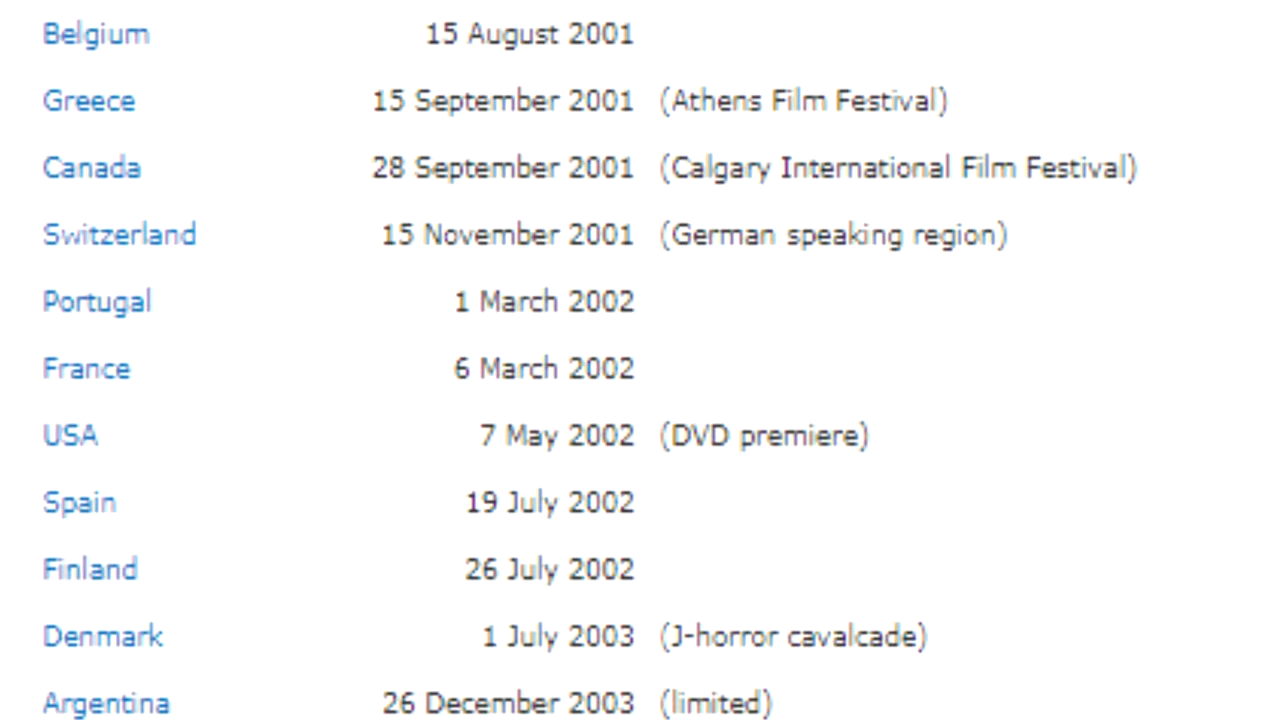 Belgium 15 August 2001
Greece 15 September 2001 (Athens Film Festival)
Canada 28 September 2001 (Calgary International Film Festival)
Switzerland 15 November 2001 (German speaking region)
Portugal 1 March 2002
France 6 March 2002
USA 7 May 2002 (DVD premiere)
Spain 19 July 2002
Finland 26 July 2002
Denmark 1 July 2003 (J-horror cavalcade)
Argentina 26 December 2003 (limited)